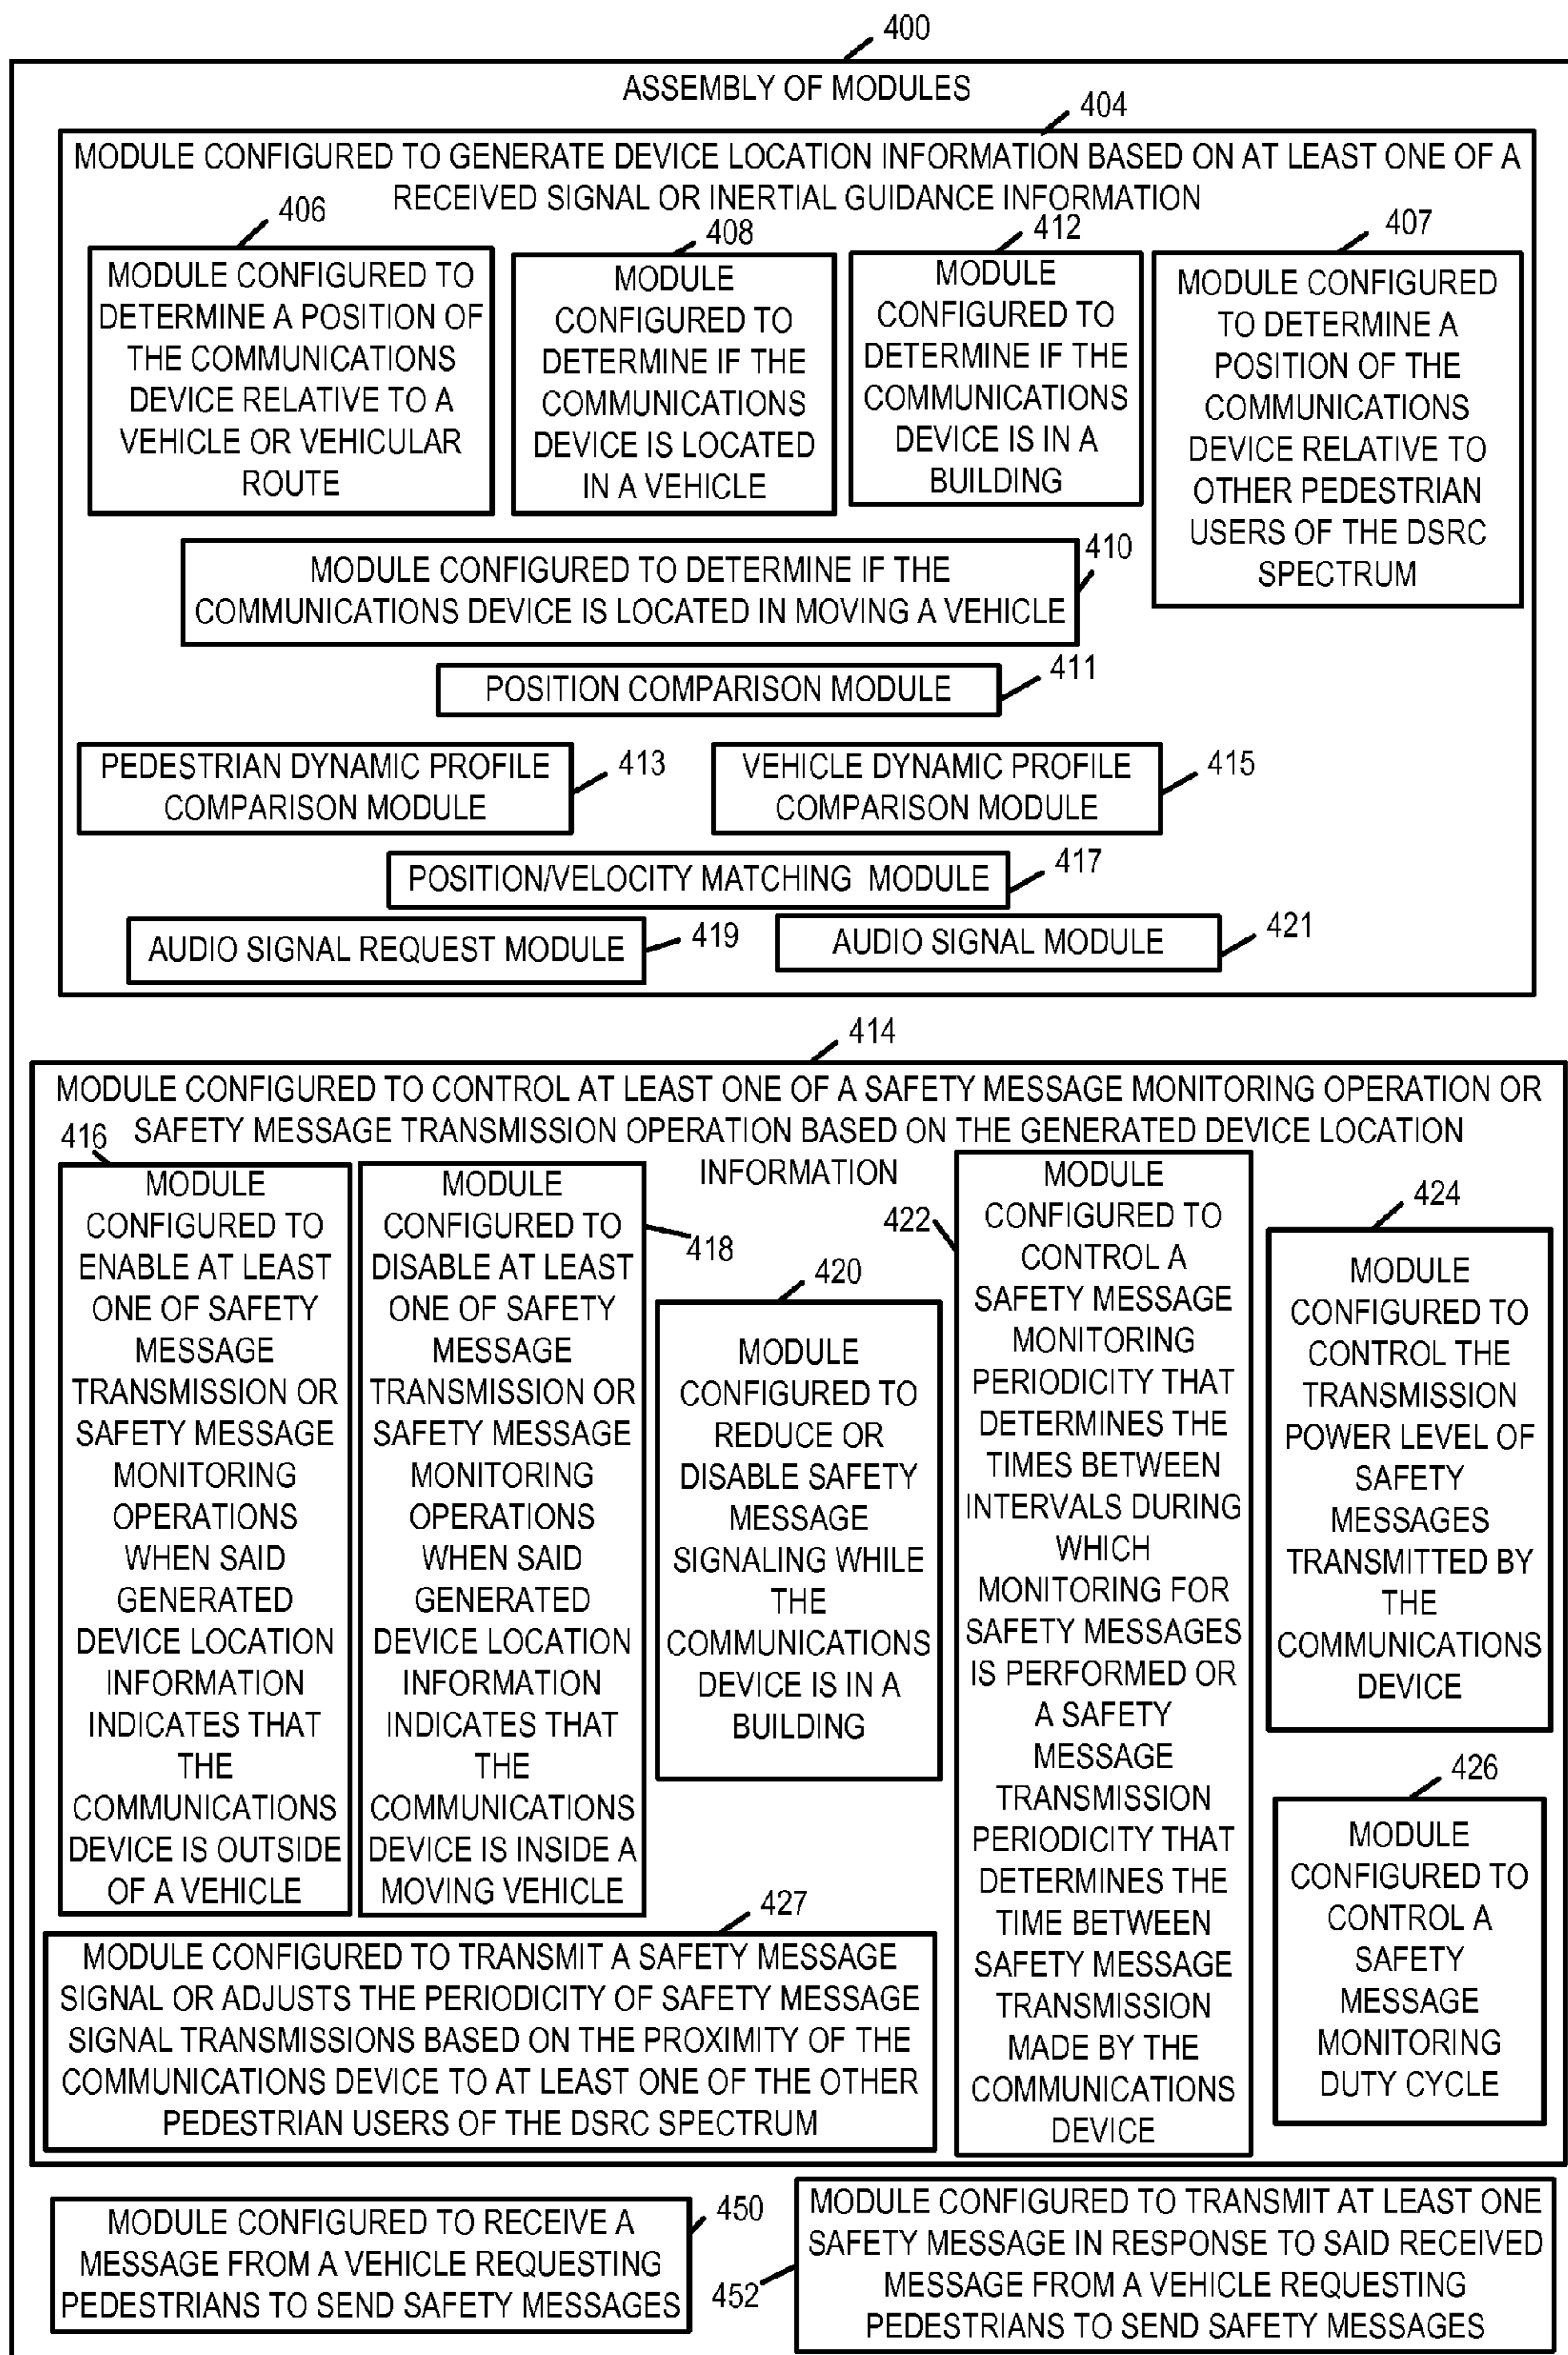 400
ASSEMBLY OF MODULES
404
MODULE CONFIGURED TO GENERATE DEVICE LOCATION INFORMATION BASED ON AT LEAST ONE OF A
RECEIVED SIGNAL OR INERTIAL GUIDANCE INFORMATION
406
MODULE CONFIGURED TO
DETERMINE A POSITION OF
THE COMMUNICATIONS
DEVICE RELATIVE TO A
VEHICLE OR VEHICULAR
ROUTE
408
MODULE
CONFIGURED TO
DETERMINE IF THE
COMMUNICATIONS
DEVICE IS LOCATED
IN A VEHICLE
412
MODULE
CONFIGURED TO
DETERMINE IF THE
COMMUNICATIONS
DEVICE IS IN A
BUILDING
407
MODULE CONFIGURED
TO DETERMINE A
POSITION OF THE
COMMUNICATIONS
DEVICE RELATIVE TO
OTHER PEDESTRIAN
USERS OF THE DSRC
SPECTRUM
410
MODULE CONFIGURED TO DETERMINE IF THE
COMMUNICATIONS DEVICE IS LOCATED IN MOVING A VEHICLE
411
POSITION COMPARISON MODULE
PEDESTRIAN DYNAMIC PROFILE
COMPARISON MODULE
413
VEHICLE DYNAMIC PROFILE
COMPARISON MODULE
415
POSITION/VELOCITY MATCHING MODULE
417
AUDIO SIGNAL REQUEST MODULE
419
AUDIO SIGNAL MODULE
421
414
MODULE CONFIGURED TO CONTROL AT LEAST ONE OF A SAFETY MESSAGE MONITORING OPERATION OR
SAFETY MESSAGE TRANSMISSION OPERATION BASED ON THE GENERATED DEVICE LOCATION
INFORMATION
416
MODULE
CONFIGURED TO
ENABLE AT LEAST
ONE OF SAFETY
MESSAGE
TRANSMISSION OR
SAFETY MESSAGE
MONITORING
OPERATIONS
WHEN SAID
GENERATED
DEVICE LOCATION
INFORMATION
INDICATES THAT
THE
COMMUNICATIONS
DEVICE IS OUTSIDE
OF A VEHICLE
418
MODULE
CONFIGURED TO
DISABLE AT LEAST
ONE OF SAFETY
MESSAGE
TRANSMISSION OR
SAFETY MESSAGE
MONITORING
OPERATIONS
WHEN SAID
GENERATED
DEVICE LOCATION
INFORMATION
INDICATES THAT
THE
COMMUNICATIONS
DEVICE IS INSIDE A
MOVING VEHICLE
420
MODULE
CONFIGURED TO
REDUCE OR
DISABLE SAFETY
MESSAGE
SIGNALING WHILE
THE
COMMUNICATIONS
DEVICE IS IN A
BUILDING
422
MODULE
CONFIGURED TO
CONTROL A
SAFETY MESSAGE
MONITORING
PERIODICITY THAT
DETERMINES THE
TIMES BETWEEN
INTERVALS DURING
WHICH
MONITORING FOR
SAFETY MESSAGES
IS PERFORMED OR
A SAFETY
MESSAGE
TRANSMISSION
PERIODICITY THAT
DETERMINES THE
TIME BETWEEN
SAFETY MESSAGE
TRANSMISSION
MADE BY THE
COMMUNICATIONS
DEVICE
424
MODULE
CONFIGURED TO
CONTROL THE
TRANSMISSION
POWER LEVEL OF
SAFETY
MESSAGES
TRANSMITTED BY
THE
COMMUNICATIONS
DEVICE
426
MODULE
CONFIGURED TO
CONTROL A
SAFETY
MESSAGE
MONITORING
DUTY CYCLE
427
MODULE CONFIGURED TO TRANSMIT A SAFETY MESSAGE
SIGNAL OR ADJUSTS THE PERIODICITY OF SAFETY MESSAGE
SIGNAL TRANSMISSIONS BASED ON THE PROXIMITY OF THE
COMMUNICATIONS DEVICE TO AT LEAST ONE OF THE OTHER
PEDESTRIAN USERS OF THE DSRC SPECTRUM
450
MODULE CONFIGURED TO RECEIVE A
MESSAGE FROM A VEHICLE REQUESTING
PEDESTRIANS TO SEND SAFETY MESSAGES
452
MODULE CONFIGURED TO TRANSMIT AT LEAST ONE
SAFETY MESSAGE IN RESPONSE TO SAID RECEIVED
MESSAGE FROM A VEHICLE REQUESTING
PEDESTRIANS TO SEND SAFETY MESSAGES